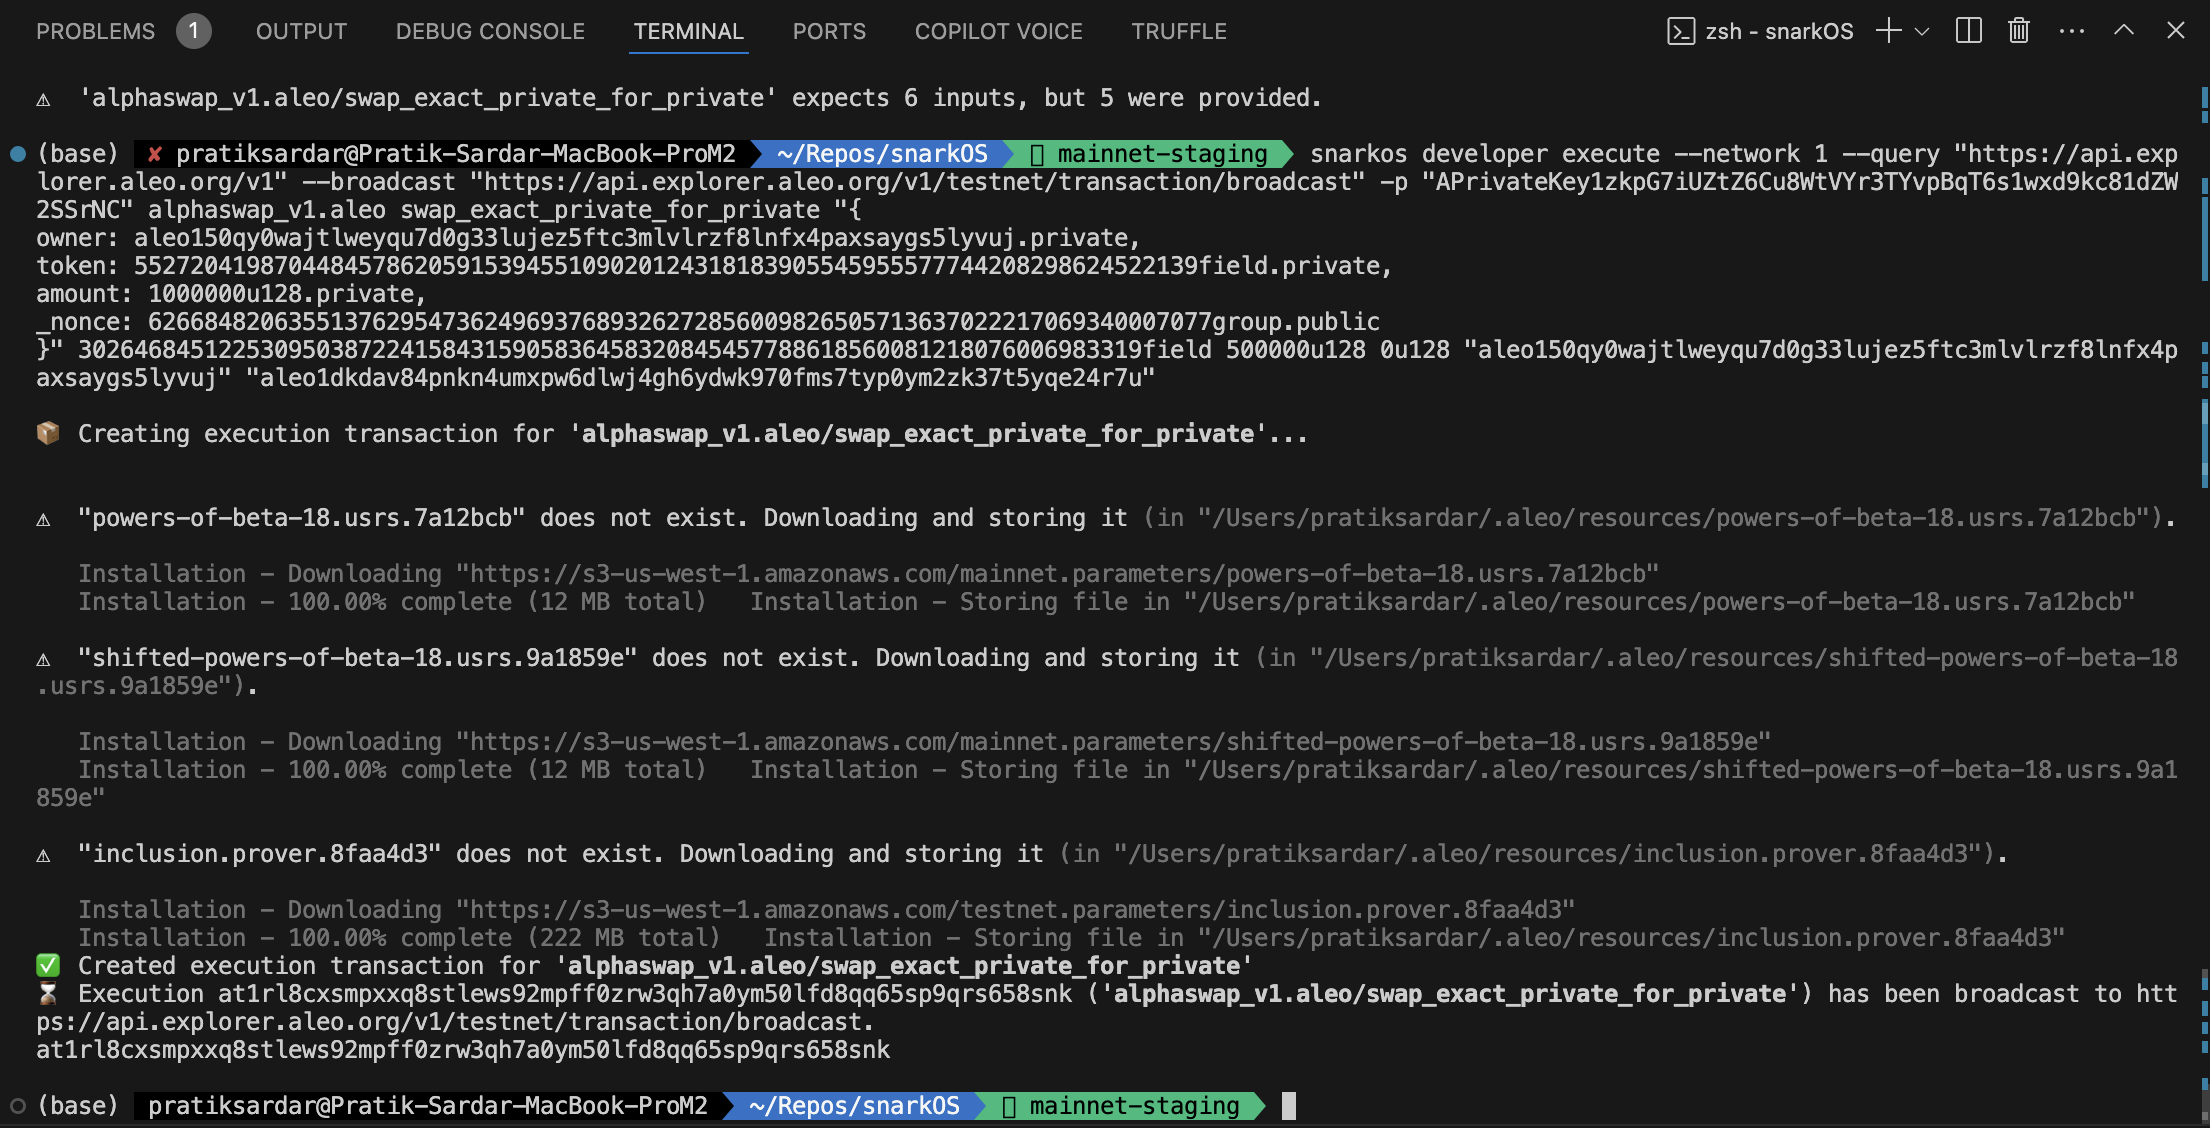 PROBLEMS 1 OUTPUT DEBUG CONSOLE TERMINAL PORTS COPILOT VOICE TRUFFLE zsh - snarkOS
⚠ 'alphaswap_v1.aleo/swap_exact_private_for_private' expects 6 inputs, but 5 were provided.
(base) ✘ pratiksardar@Pratik-Sardar-MacBook-ProM2 ~/Repos/snarkOS mainnet-staging snarkos developer execute --network 1 --query "https://api.exp
lorer.aleo.org/v1" --broadcast "https://api.explorer.aleo.org/v1/testnet/transaction/broadcast" -p "APrivateKey1zkpG7iUZtZ6Cu8WtVYr3TYvpBqT6s1wxd9kc81dZW
2SSrNC" alphaswap_v1.aleo swap_exact_private_for_private "{
owner: aleo150qy0wajtlweyqu7d0g33lujez5ftc3mlvlrzf8lnfx4paxsaygs5lyvuj.private,
token: 5527204198704484578620591539455109020124318183905545955577744208298624522139field.private,
amount: 1000000u128.private,
_nonce: 6266848206355137629547362496937689326272856009826505713637022217069340007077group.public
}" 3026468451225309503872241584315905836458320845457788618560081218076006983319field 500000u128 0u128 "aleo150qy0wajtlweyqu7d0g33lujez5ftc3mlvlrzf8lnfx4p
axsaygs5lyvuj" "aleo1dkdav84pnkn4umxpw6dlwj4gh6ydwk970fms7typ0ym2zk37t5yqe24r7u"
📦 Creating execution transaction for 'alphaswap_v1.aleo/swap_exact_private_for_private'...
⚠ "powers-of-beta-18.usrs.7a12bcb" does not exist. Downloading and storing it (in "/Users/pratiksardar/.aleo/resources/powers-of-beta-18.usrs.7a12bcb").
Installation - Downloading "https://s3-us-west-1.amazonaws.com/mainnet.parameters/powers-of-beta-18.usrs.7a12bcb"
Installation - 100.00% complete (12 MB total) Installation - Storing file in "/Users/pratiksardar/.aleo/resources/powers-of-beta-18.usrs.7a12bcb"
⚠ "shifted-powers-of-beta-18.usrs.9a1859e" does not exist. Downloading and storing it (in "/Users/pratiksardar/.aleo/resources/shifted-powers-of-beta-18
.usrs.9a1859e").
Installation - Downloading "https://s3-us-west-1.amazonaws.com/mainnet.parameters/shifted-powers-of-beta-18.usrs.9a1859e"
Installation - 100.00% complete (12 MB total) Installation - Storing file in "/Users/pratiksardar/.aleo/resources/shifted-powers-of-beta-18.usrs.9a1
859e"
⚠ "inclusion.prover.8faa4d3" does not exist. Downloading and storing it (in "/Users/pratiksardar/.aleo/resources/inclusion.prover.8faa4d3").
Installation - Downloading "https://s3-us-west-1.amazonaws.com/testnet.parameters/inclusion.prover.8faa4d3"
Installation - 100.00% complete (222 MB total) Installation - Storing file in "/Users/pratiksardar/.aleo/resources/inclusion.prover.8faa4d3"
✅ Created execution transaction for 'alphaswap_v1.aleo/swap_exact_private_for_private'
⏳ Execution at1rl8cxsmpxxq8stlews92mpff0zrw3qh7a0ym50lfd8qq65sp9qrs658snk ('alphaswap_v1.aleo/swap_exact_private_for_private') has been broadcast to htt
ps://api.explorer.aleo.org/v1/testnet/transaction/broadcast.
at1rl8cxsmpxxq8stlews92mpff0zrw3qh7a0ym50lfd8qq65sp9qrs658snk
(base) pratiksardar@Pratik-Sardar-MacBook-ProM2 ~/Repos/snarkOS mainnet-staging